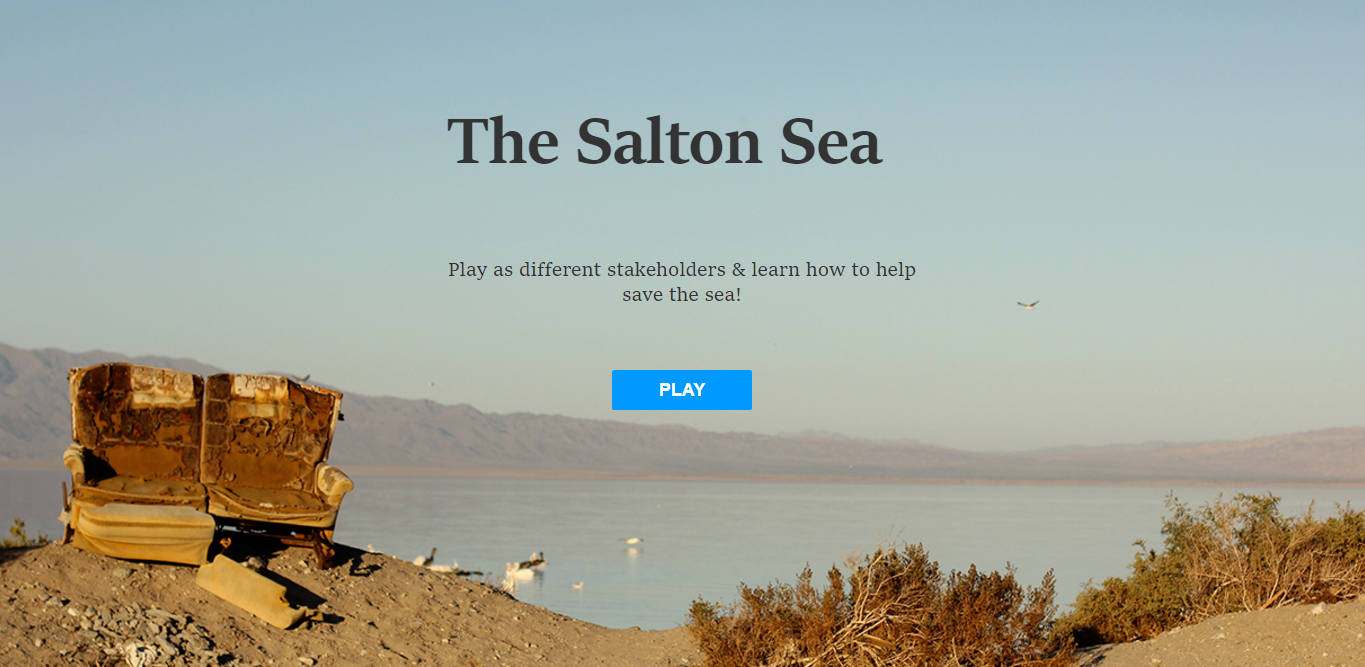 The Salton Sea
Play as different stakeholders & learn how to help
save the sea!
PLAY